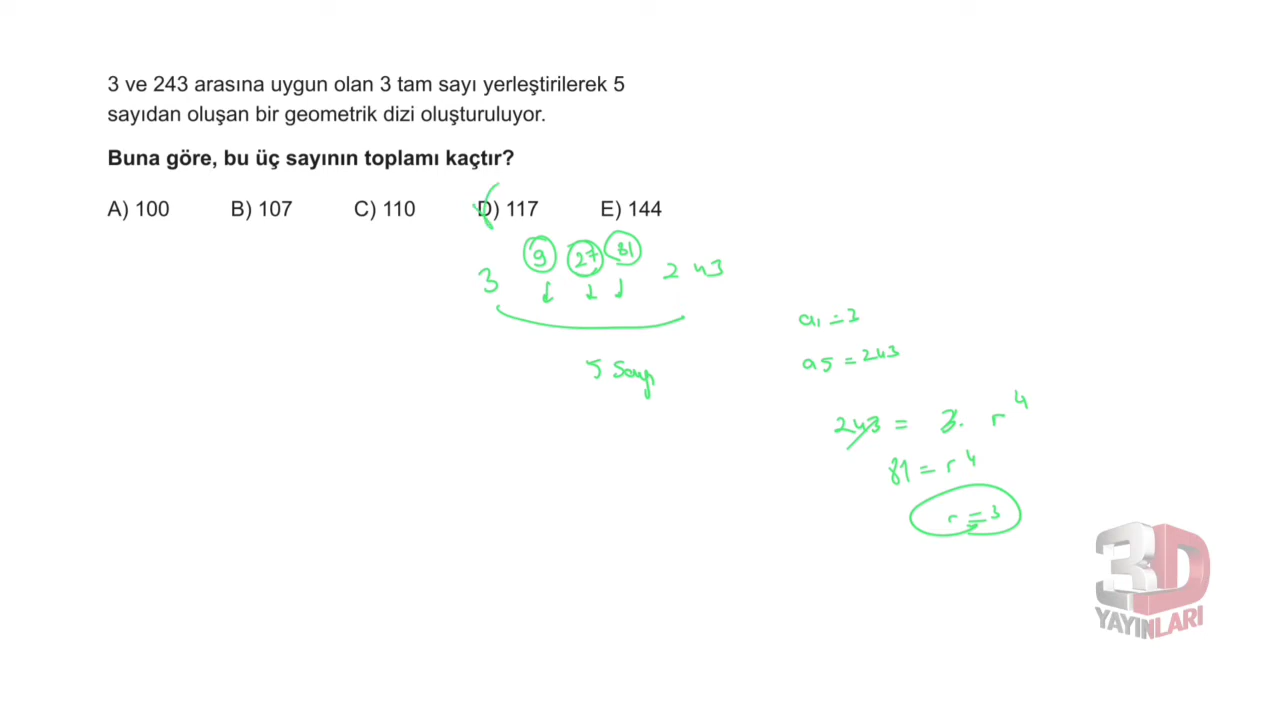 3 ve 243 arasına uygun olan 3 tam sayı yerleştirilerek 5
sayıdan oluşan bir geometrik dizi oluşturuluyor.
Buna göre, bu üç sayının toplamı kaçtır?
A) 100 B) 107 C) 110 D) 117 E) 144
3 9 27 81 243
5 Sayı
a1 = 3
a5 = 243
243 = 3. r^4
81 = r^4
r = 3
3D
YAYINLARI